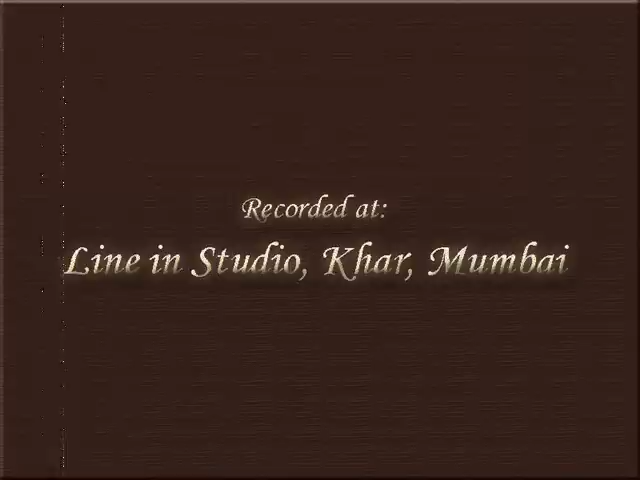 Recorded at:
Line in Studio, Khar, Mumbai